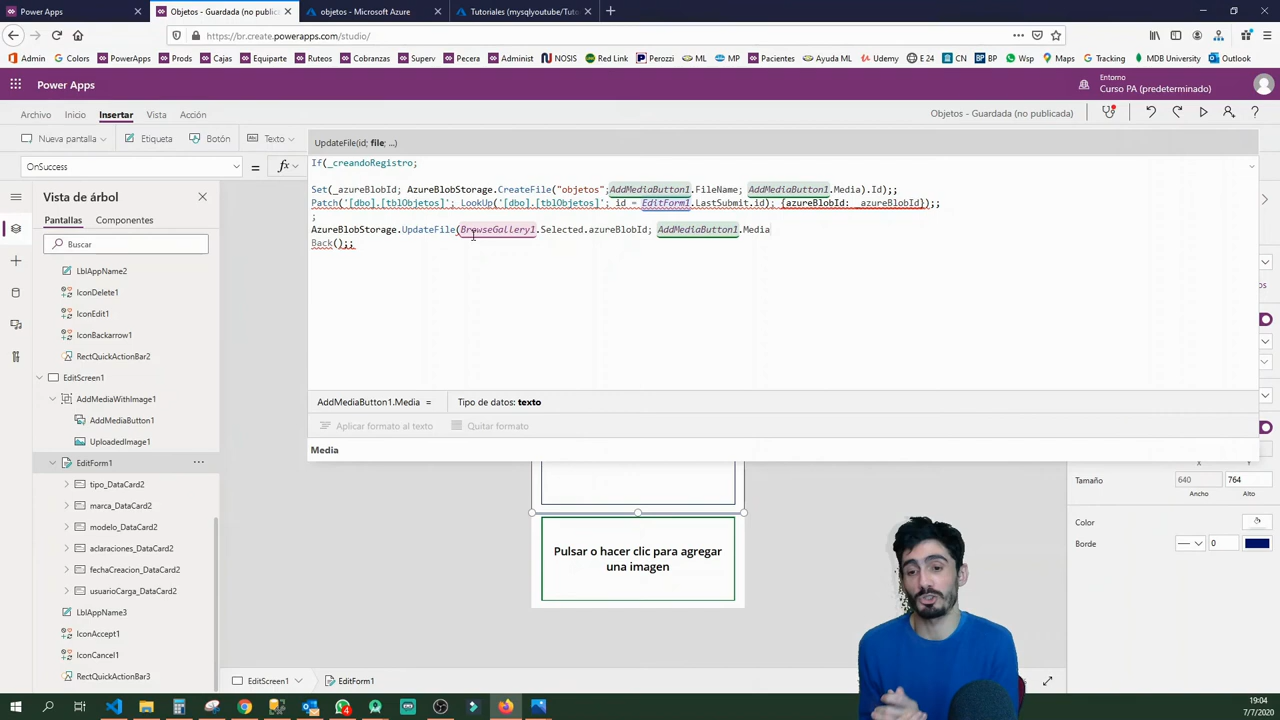 Power Apps
Objetos - Guardada (no publica
objetos - Microsoft Azure
Tutoriales (mysqlyoutube/Tuto
https://br.create.powerapps.com/studio/
Admin
Colors
PowerApps
Prods
Cajas
Equiparte
Ruteos
Cobranzas
Superv
Pecera
Administ
NOSIS
Red Link
Perozzi
ML
MP
Pacientes
Ayuda ML
Udemy
E 24
CN
BP
Wsp
Maps
Tracking
MDB University
Outlook
Power Apps
Entorno
Curso PA (predeterminado)
Archivo
Inicio
Insertar
Vista
Acción
Objetos - Guardada (no publicada)
Nueva pantalla
Etiqueta
Botón
Texto
UpdateFile(id; file; ...)
OnSuccess
=
fx
If(_creandoRegistro;
Set(_azureBlobId; AzureBlobStorage.CreateFile("objetos";AddMediaButton1.FileName; AddMediaButton1.Media).Id);;
Patch('[dbo].[tblObjetos]'; LookUp('[dbo].[tblObjetos]'; id = EditForm1.LastSubmit.id); {azureBlobId: _azureBlobId});;
;
AzureBlobStorage.UpdateFile(BrowseGallery1.Selected.azureBlobId; AddMediaButton1.Media
Back();;
AddMediaButton1.Media =
Tipo de datos: texto
Aplicar formato al texto
Quitar formato
Media
Vista de árbol
Pantallas
Componentes
Buscar
LblAppName2
IconDelete1
IconEdit1
IconBackarrow1
RectQuickActionBar2
EditScreen1
AddMediaWithImage1
AddMediaButton1
UploadedImage1
EditForm1
tipo_DataCard2
marca_DataCard2
modelo_DataCard2
aclaraciones_DataCard2
fechaCreacion_DataCard2
usuarioCarga_DataCard2
LblAppName3
IconAccept1
IconCancel1
RectQuickActionBar3
Pulsar o hacer clic para agregar
una imagen
X
Y
Tamaño
640
764
Ancho
Alto
Color
Borde
0
EditScreen1
EditForm1
19:04
7/7/2020